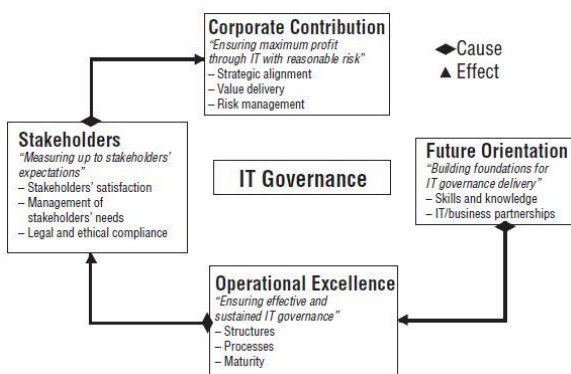 Corporate Contribution
“Ensuring maximum profit
through IT with reasonable risk”
– Strategic alignment
– Value delivery
– Risk management
Cause
Effect
Stakeholders
“Measuring up to stakeholders’
expectations”
– Stakeholders’ satisfaction
– Management of
stakeholders’ needs
– Legal and ethical compliance
IT Governance
Future Orientation
“Building foundations for
IT governance delivery”
– Skills and knowledge
– IT/business partnerships
Operational Excellence
“Ensuring effective and
sustained IT governance”
– Structures
– Processes
– Maturity